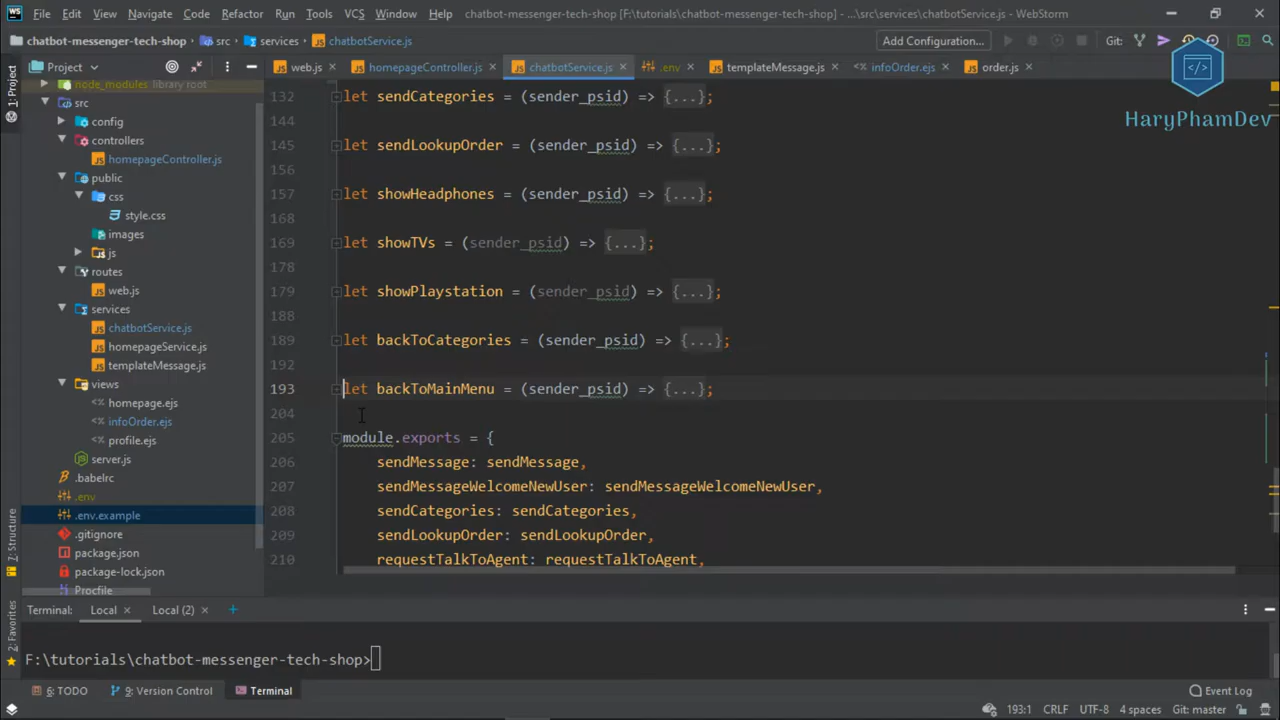 File Edit View Navigate Code Refactor Run Tools VCS Window Help chatbot-messenger-tech-shop [F:\tutorials\chatbot-messenger-tech-shop] - ...\src\services\chatbotService.js - WebStorm
chatbot-messenger-tech-shop src services chatbotService.js Add Configuration... Git:
Project web.js homepageController.js chatbotService.js .env templateMessage.js infoOrder.ejs order.js
HaryPhamDev
1: Project
7: Structure
2: Favorites
node_modules library root
src
config
controllers
homepageController.js
public
css
style.css
images
js
routes
web.js
services
chatbotService.js
homepageService.js
templateMessage.js
views
homepage.ejs
infoOrder.ejs
profile.ejs
server.js
.babelrc
.env
.env.example
.gitignore
package.json
package-lock.json
Procfile
132 let sendCategories = (sender_psid) => {...};
144
145 let sendLookupOrder = (sender_psid) => {...};
156
157 let showHeadphones = (sender_psid) => {...};
168
169 let showTVs = (sender_psid) => {...};
178
179 let showPlaystation = (sender_psid) => {...};
188
189 let backToCategories = (sender_psid) => {...};
192
193 let backToMainMenu = (sender_psid) => {...};
204
205 module.exports = {
206 sendMessage: sendMessage,
207 sendMessageWelcomeNewUser: sendMessageWelcomeNewUser,
208 sendCategories: sendCategories,
209 sendLookupOrder: sendLookupOrder,
210 requestTalkToAgent: requestTalkToAgent,
Terminal: Local Local (2)
F:\tutorials\chatbot-messenger-tech-shop>
6: TODO 9: Version Control Terminal Event Log
193:1 CRLF UTF-8 4 spaces Git: master